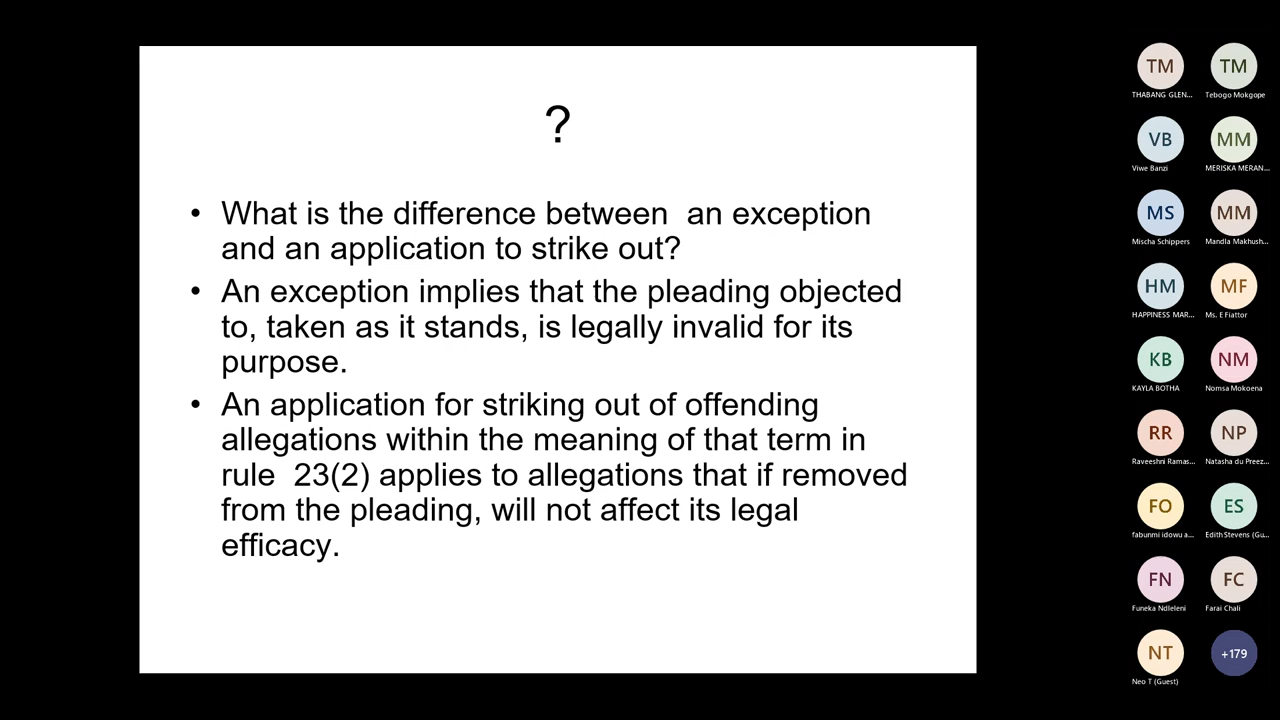 ?
• What is the difference between  an exception
and an application to strike out?
• An exception implies that the pleading objected
to, taken as it stands, is legally invalid for its
purpose.
• An application for striking out of offending
allegations within the meaning of that term in
rule  23(2) applies to allegations that if removed
from the pleading, will not affect its legal
efficacy.
TM TM
THABANG GLEN... Tebogo Mokgope
VB MM
Viwe Banzi MERISKA MERAN...
MS MM
Mischa Schippers Mandla Makhush...
HM MF
HAPPINESS MAR... Ms. E Fiattor
KB NM
KAYLA BOTHA Nomsa Mokoena
RR NP
Raveeshni Ramas... Natasha du Preez...
FO ES
fabunmi idowu a... Edith Stevens (Gu...
FN FC
Funeka Ndleleni Farai Chali
NT +179
Neo T (Guest)